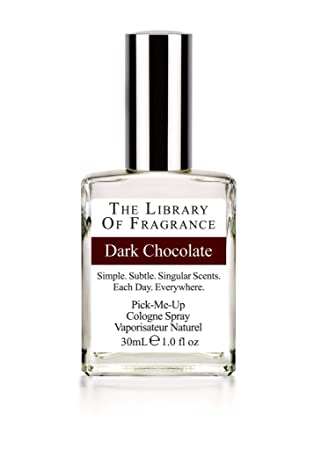 THE LIBRARY
OF FRAGRANCE
Dark Chocolate
Simple. Subtle. Singular Scents.
Each Day. Everywhere.
Pick-Me-Up
Cologne Spray
Vaporisateur Naturel
30mL℮1.0 fl oz